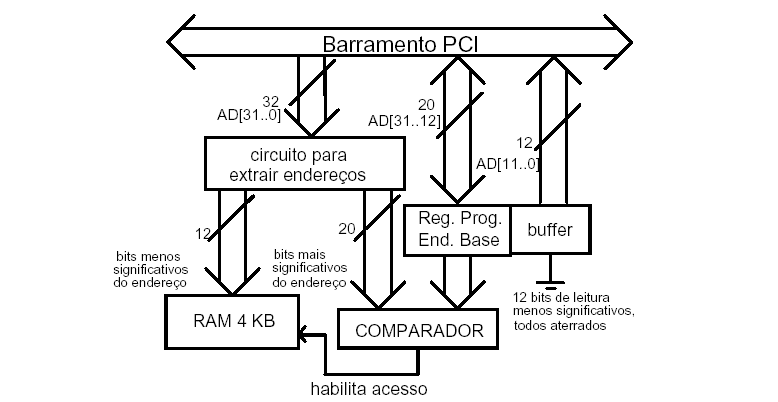 Barramento PCI
32
AD[31..0]
20
AD[31..12]
12
AD[11..0]
circuito para
extrair endereços
Reg. Prog.
End. Base
buffer
12
20
bits menos
significativos
do endereço
bits mais
significativos
do endereço
12 bits de leitura
menos significativos,
todos aterrados
RAM 4 KB
COMPARADOR
habilita acesso